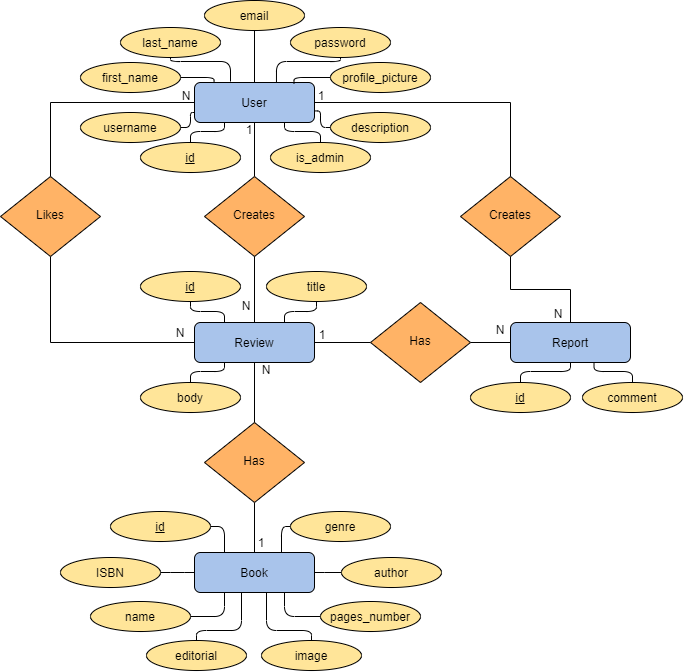 email
last_name
password
first_name
profile_picture
N
User
1
username
1
description
id
is_admin
Likes
Creates
Creates
id
title
N
N
N
Review
1
Has
N
Report
N
body
id
comment
Has
id
genre
1
ISBN
Book
author
name
pages_number
editorial
image